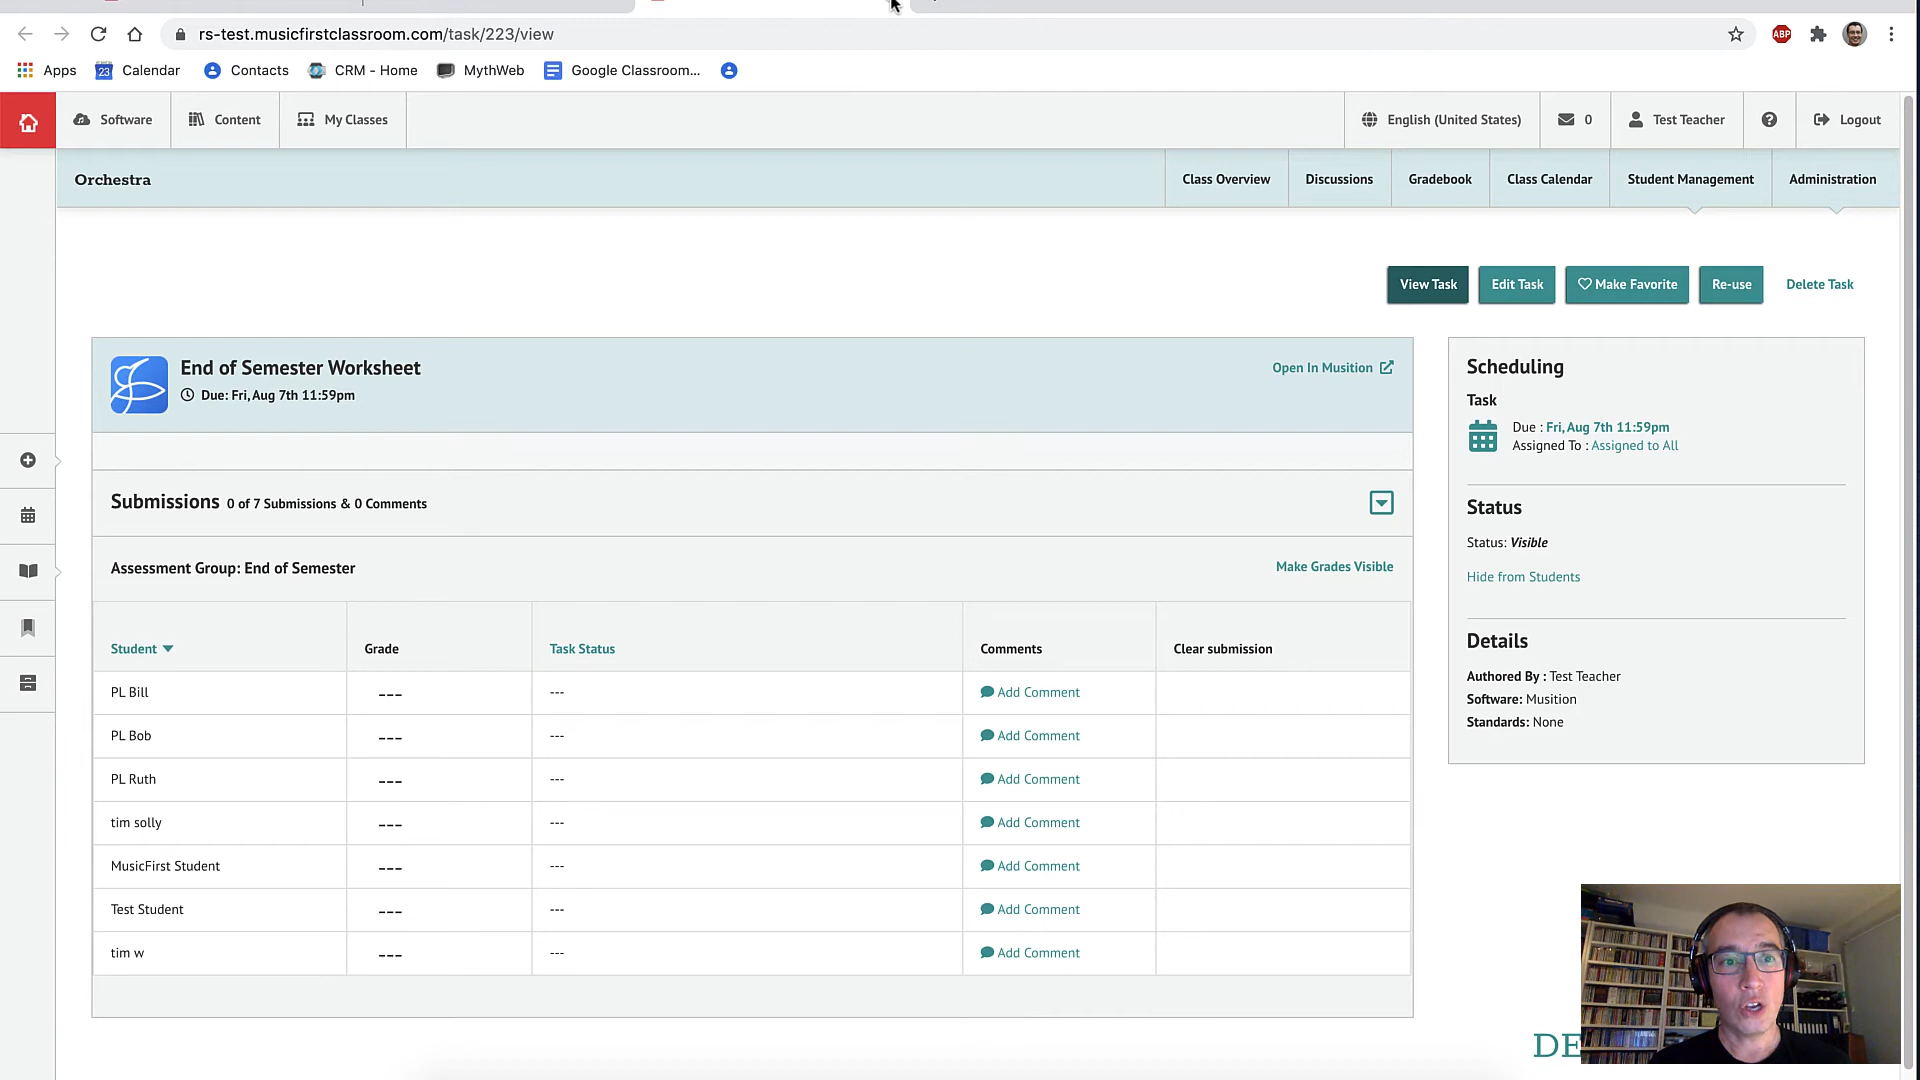 rs-test.musicfirstclassroom.com/task/223/view
ABP
Apps
23 Calendar
Contacts
CRM - Home
MythWeb
Google Classroom...
Software
Content
My Classes
English (United States)
0
Test Teacher
Logout
Orchestra
Class Overview
Discussions
Gradebook
Class Calendar
Student Management
Administration
View Task
Edit Task
Make Favorite
Re-use
Delete Task
End of Semester Worksheet
Due: Fri, Aug 7th 11:59pm
Open In Musition
Submissions 0 of 7 Submissions & 0 Comments
Assessment Group: End of Semester
Make Grades Visible
Student Grade Task Status Comments Clear submission
PL Bill --- --- Add Comment
PL Bob --- --- Add Comment
PL Ruth --- --- Add Comment
tim solly --- --- Add Comment
MusicFirst Student --- --- Add Comment
Test Student --- --- Add Comment
tim w --- --- Add Comment
Scheduling
Task
Due : Fri, Aug 7th 11:59pm
Assigned To : Assigned to All
Status
Status: Visible
Hide from Students
Details
Authored By : Test Teacher
Software: Musition
Standards: None
DE